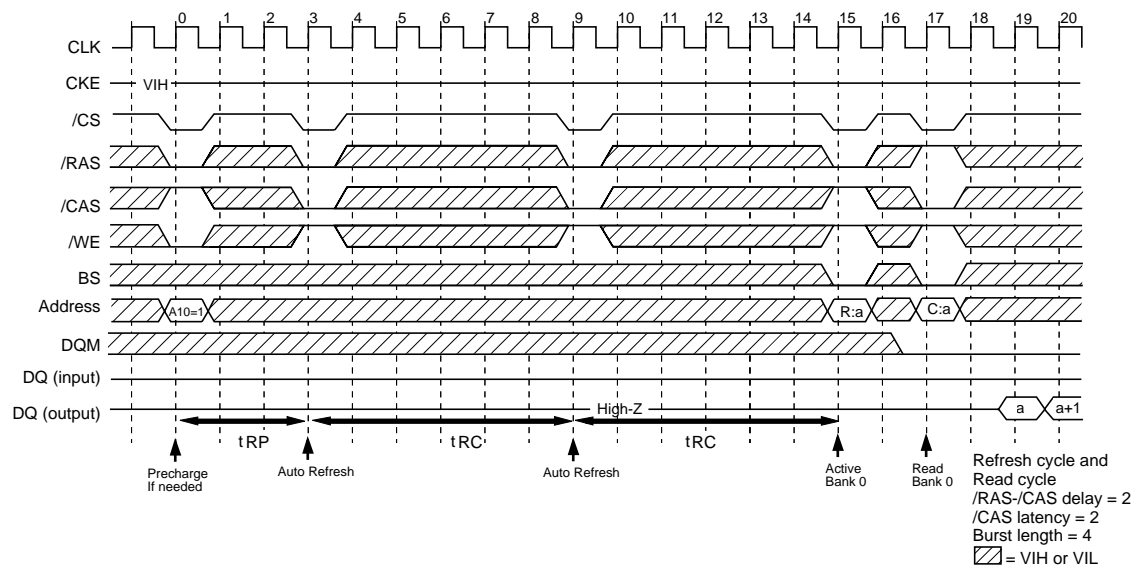 0 1 2 3 4 5 6 7 8 9 10 11 12 13 14 15 16 17 18 19 20
CLK
CKE VIH
/CS
/RAS
/CAS
/WE
BS
Address A10=1 R:a C:a
DQM
DQ (input)
DQ (output) High-Z a a+1
tRP tRC tRC
Precharge
If needed
Auto Refresh
Auto Refresh
Active
Bank 0
Read
Bank 0
Refresh cycle and
Read cycle
/RAS-/CAS delay = 2
/CAS latency = 2
Burst length = 4
= VIH or VIL